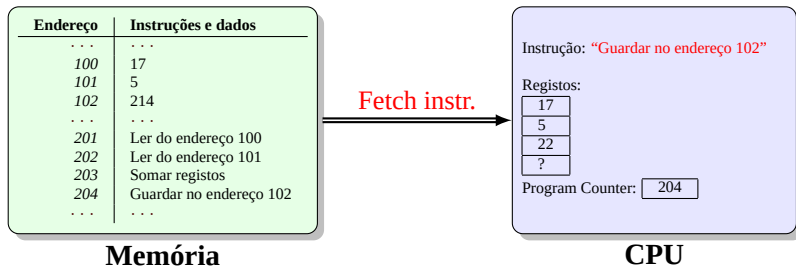 Endereço Instruções e dados
. . . . . .
100 17
101 5
102 214
. . . . . .
201 Ler do endereço 100
202 Ler do endereço 101
203 Somar registos
204 Guardar no endereço 102
. . . . . .
Memória
Fetch instr.
Instrução: “Guardar no endereço 102”
Registos:
17
5
22
?
Program Counter: 204
CPU